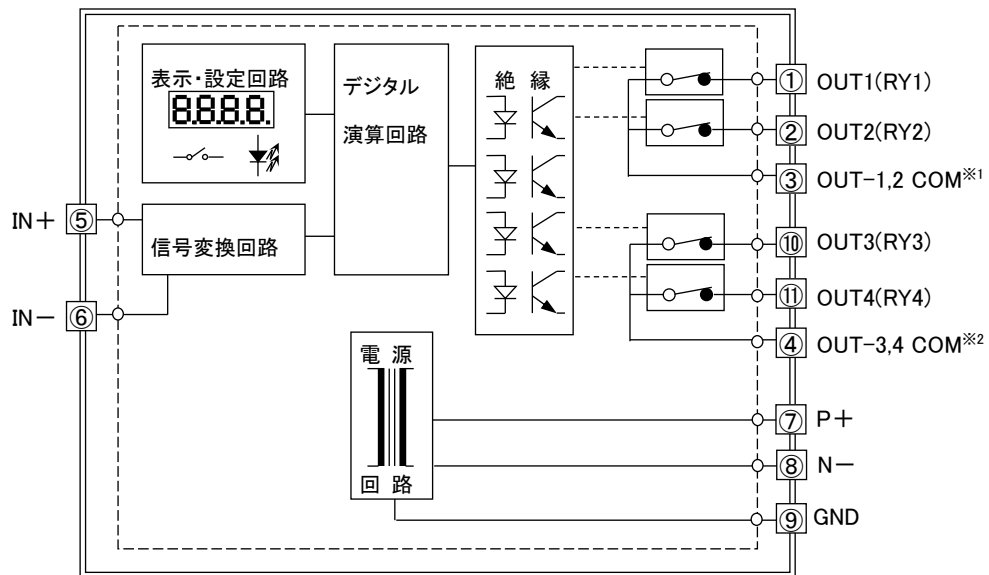 表示・設定回路
8.8.8.8.
デジタル
演算回路
絶 縁
信号変換回路
IN＋ ⑤
IN－ ⑥
① OUT1(RY1)
② OUT2(RY2)
③ OUT-1,2 COM※1
⑩ OUT3(RY3)
⑪ OUT4(RY4)
④ OUT-3,4 COM※2
電 源
回 路
⑦ P＋
⑧ N－
⑨ GND